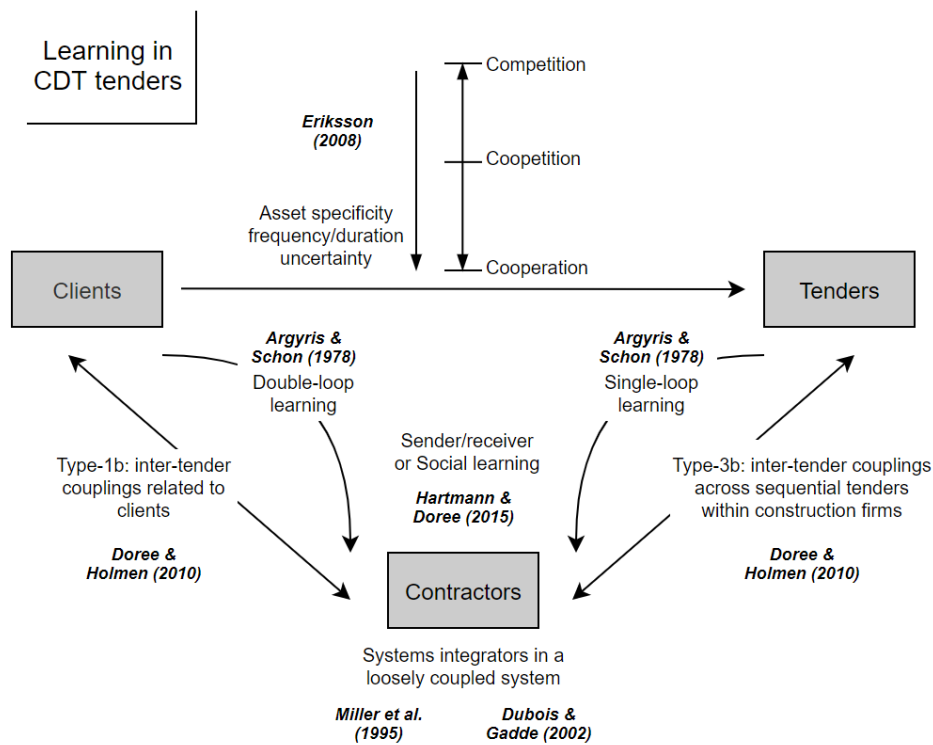 Learning in
CDT tenders
Competition
Eriksson
(2008)
Coopetition
Asset specificity
frequency/duration
uncertainty
Cooperation
Clients
Tenders
Argyris &
Schon (1978)
Double-loop
learning
Argyris &
Schon (1978)
Single-loop
learning
Sender/receiver
or Social learning
Hartmann &
Doree (2015)
Type-1b: inter-tender
couplings related to
clients
Doree &
Holmen (2010)
Type-3b: inter-tender couplings
across sequential tenders
within construction firms
Doree &
Holmen (2010)
Contractors
Systems integrators in a
loosely coupled system
Miller et al.
(1995)
Dubois &
Gadde (2002)